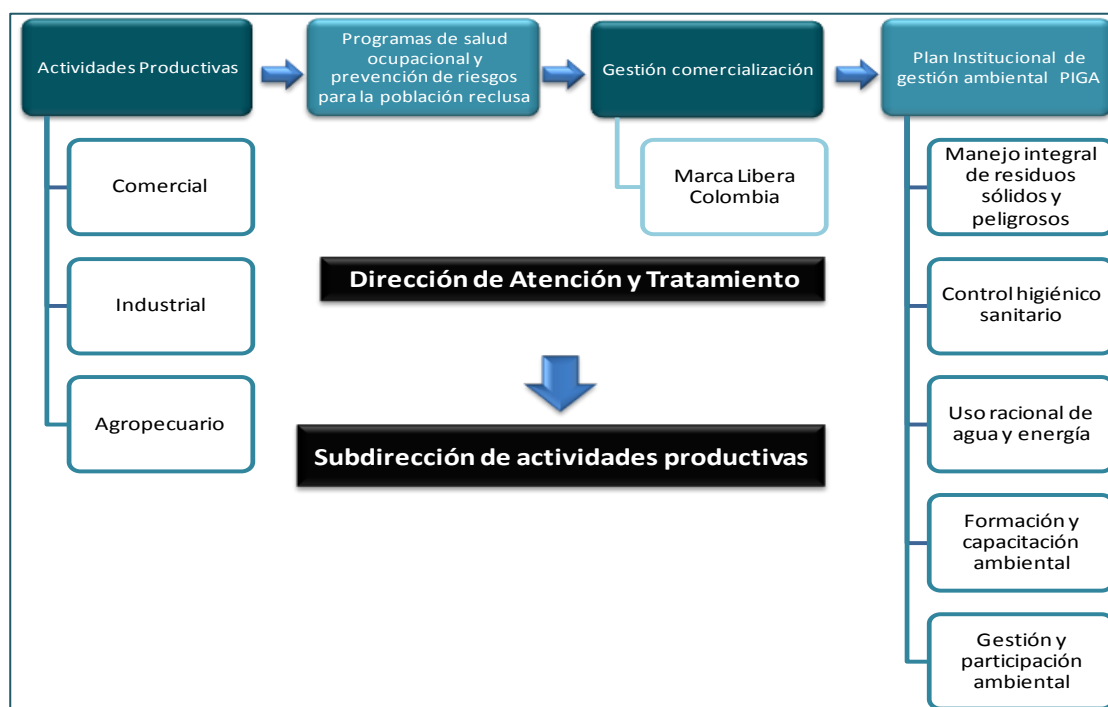 Actividades Productivas
Programas de salud
ocupacional y
prevención de riesgos
para la población reclusa
Gestión comercialización
Plan Institucional de
gestión ambiental PIGA
Comercial
Industrial
Agropecuario
Marca Libera
Colombia
Dirección de Atención y Tratamiento
Subdirección de actividades productivas
Manejo integral
de residuos
sólidos y
peligrosos
Control higiénico
sanitario
Uso racional de
agua y energía
Formación y
capacitación
ambiental
Gestión y
participación
ambiental